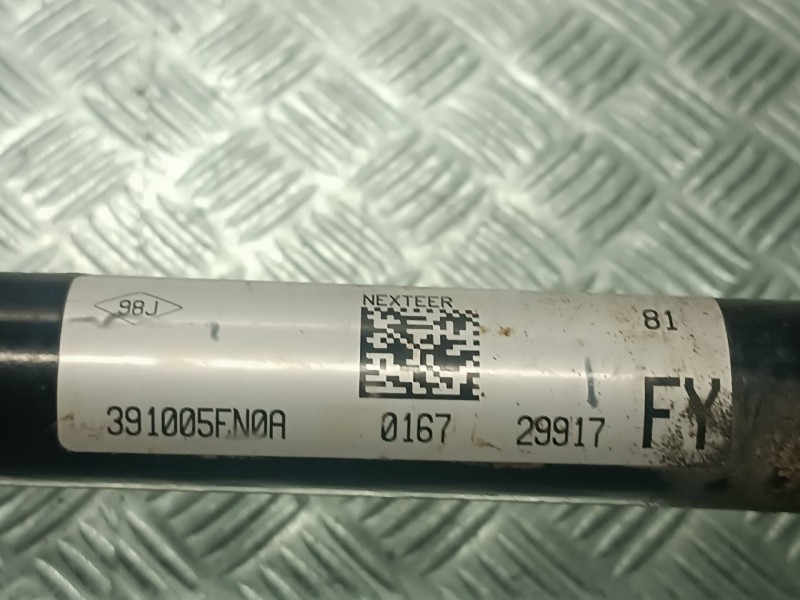 98J
NEXTEER
81
391005FN0A
0167
29917
FY